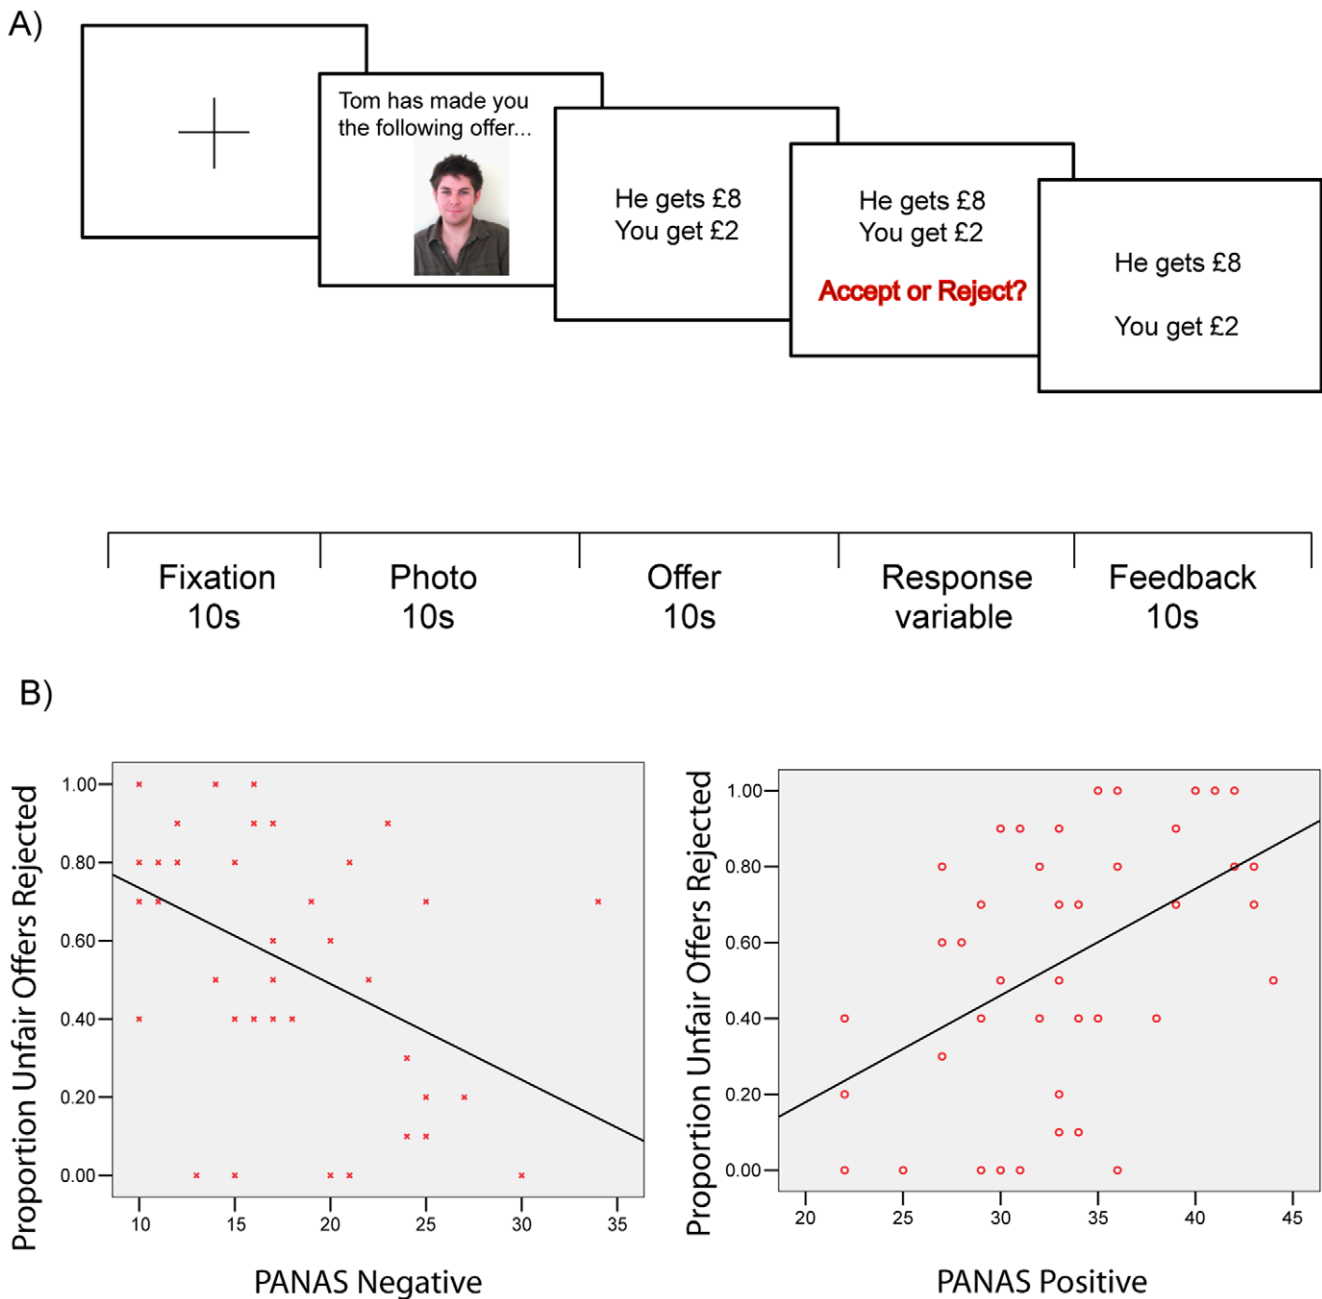 A)
Tom has made you
the following offer...
He gets £8
You get £2
He gets £8
You get £2
Accept or Reject?
He gets £8
You get £2
Fixation
10s
Photo
10s
Offer
10s
Response
variable
Feedback
10s
B)
Proportion Unfair Offers Rejected
1.00
0.80
0.60
0.40
0.20
0.00
10 15 20 25 30 35
PANAS Negative
Proportion Unfair Offers Rejected
1.00
0.80
0.60
0.40
0.20
0.00
20 25 30 35 40 45
PANAS Positive